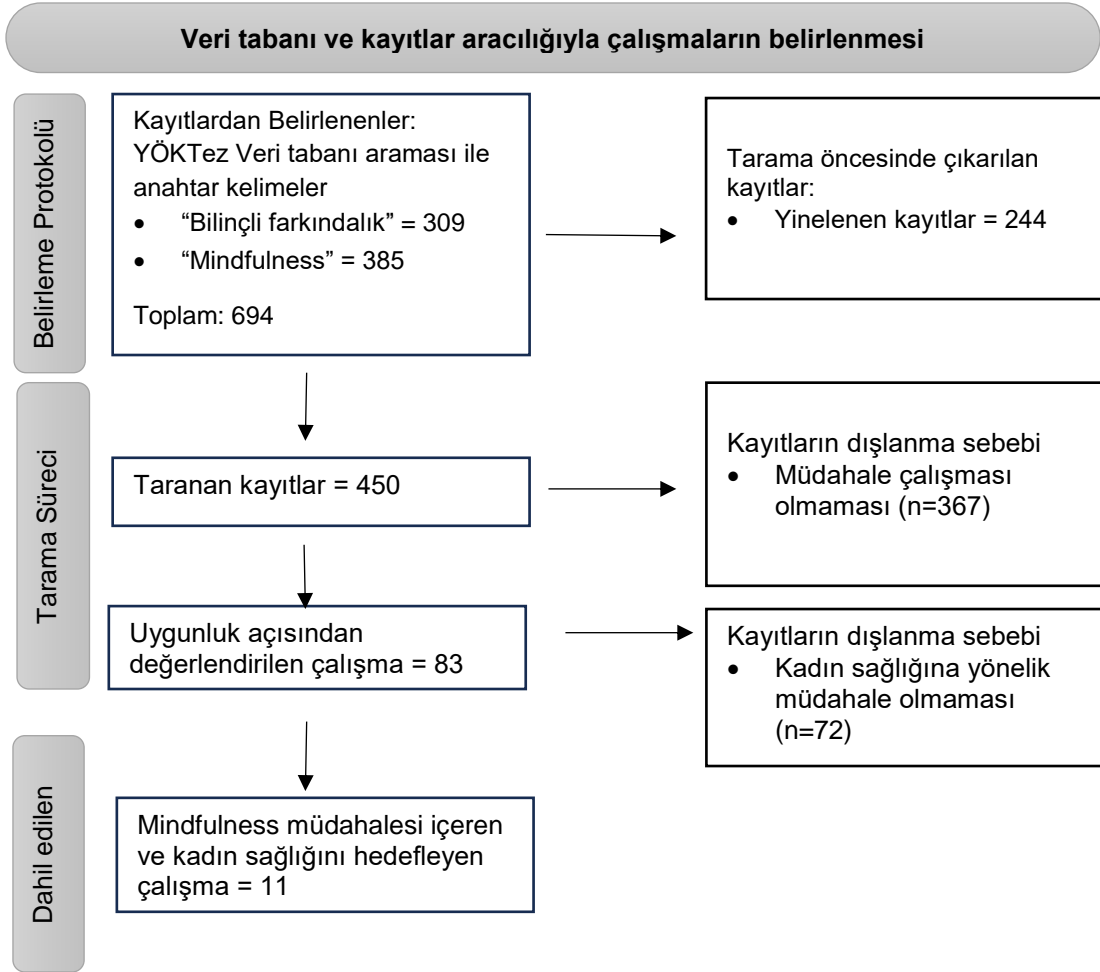 Veri tabanı ve kayıtlar aracılığıyla çalışmaların belirlenmesi
Belirleme Protokolü
Kayıtlardan Belirlenenler:
YÖKTez Veri tabanı araması ile
anahtar kelimeler
• “Bilinçli farkındalık” = 309
• “Mindfulness” = 385
Toplam: 694
Tarama öncesinde çıkarılan
kayıtlar:
• Yinelenen kayıtlar = 244
Tarama Süreci
Taranan kayıtlar = 450
Kayıtların dışlanma sebebi
• Müdahale çalışması
olmaması (n=367)
Uygunluk açısından
değerlendirilen çalışma = 83
Kayıtların dışlanma sebebi
• Kadın sağlığına yönelik
müdahale olmaması
(n=72)
Dahil edilen
Mindfulness müdahalesi içeren
ve kadın sağlığını hedefleyen
çalışma = 11